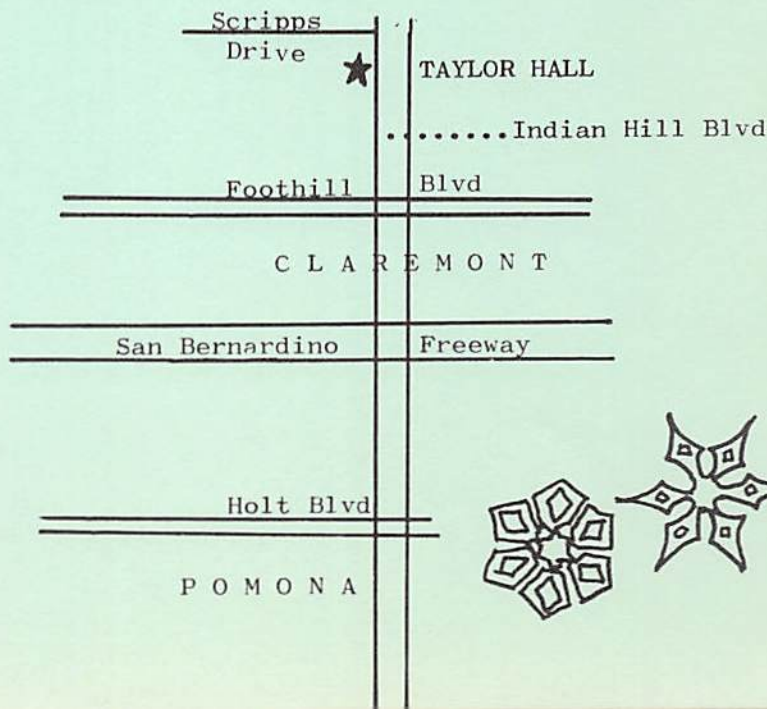 Scripps
Drive
TAYLOR HALL
Indian Hill Blvd
Foothill Blvd
CLAREMONT
San Bernardino Freeway
Holt Blvd
POMONA